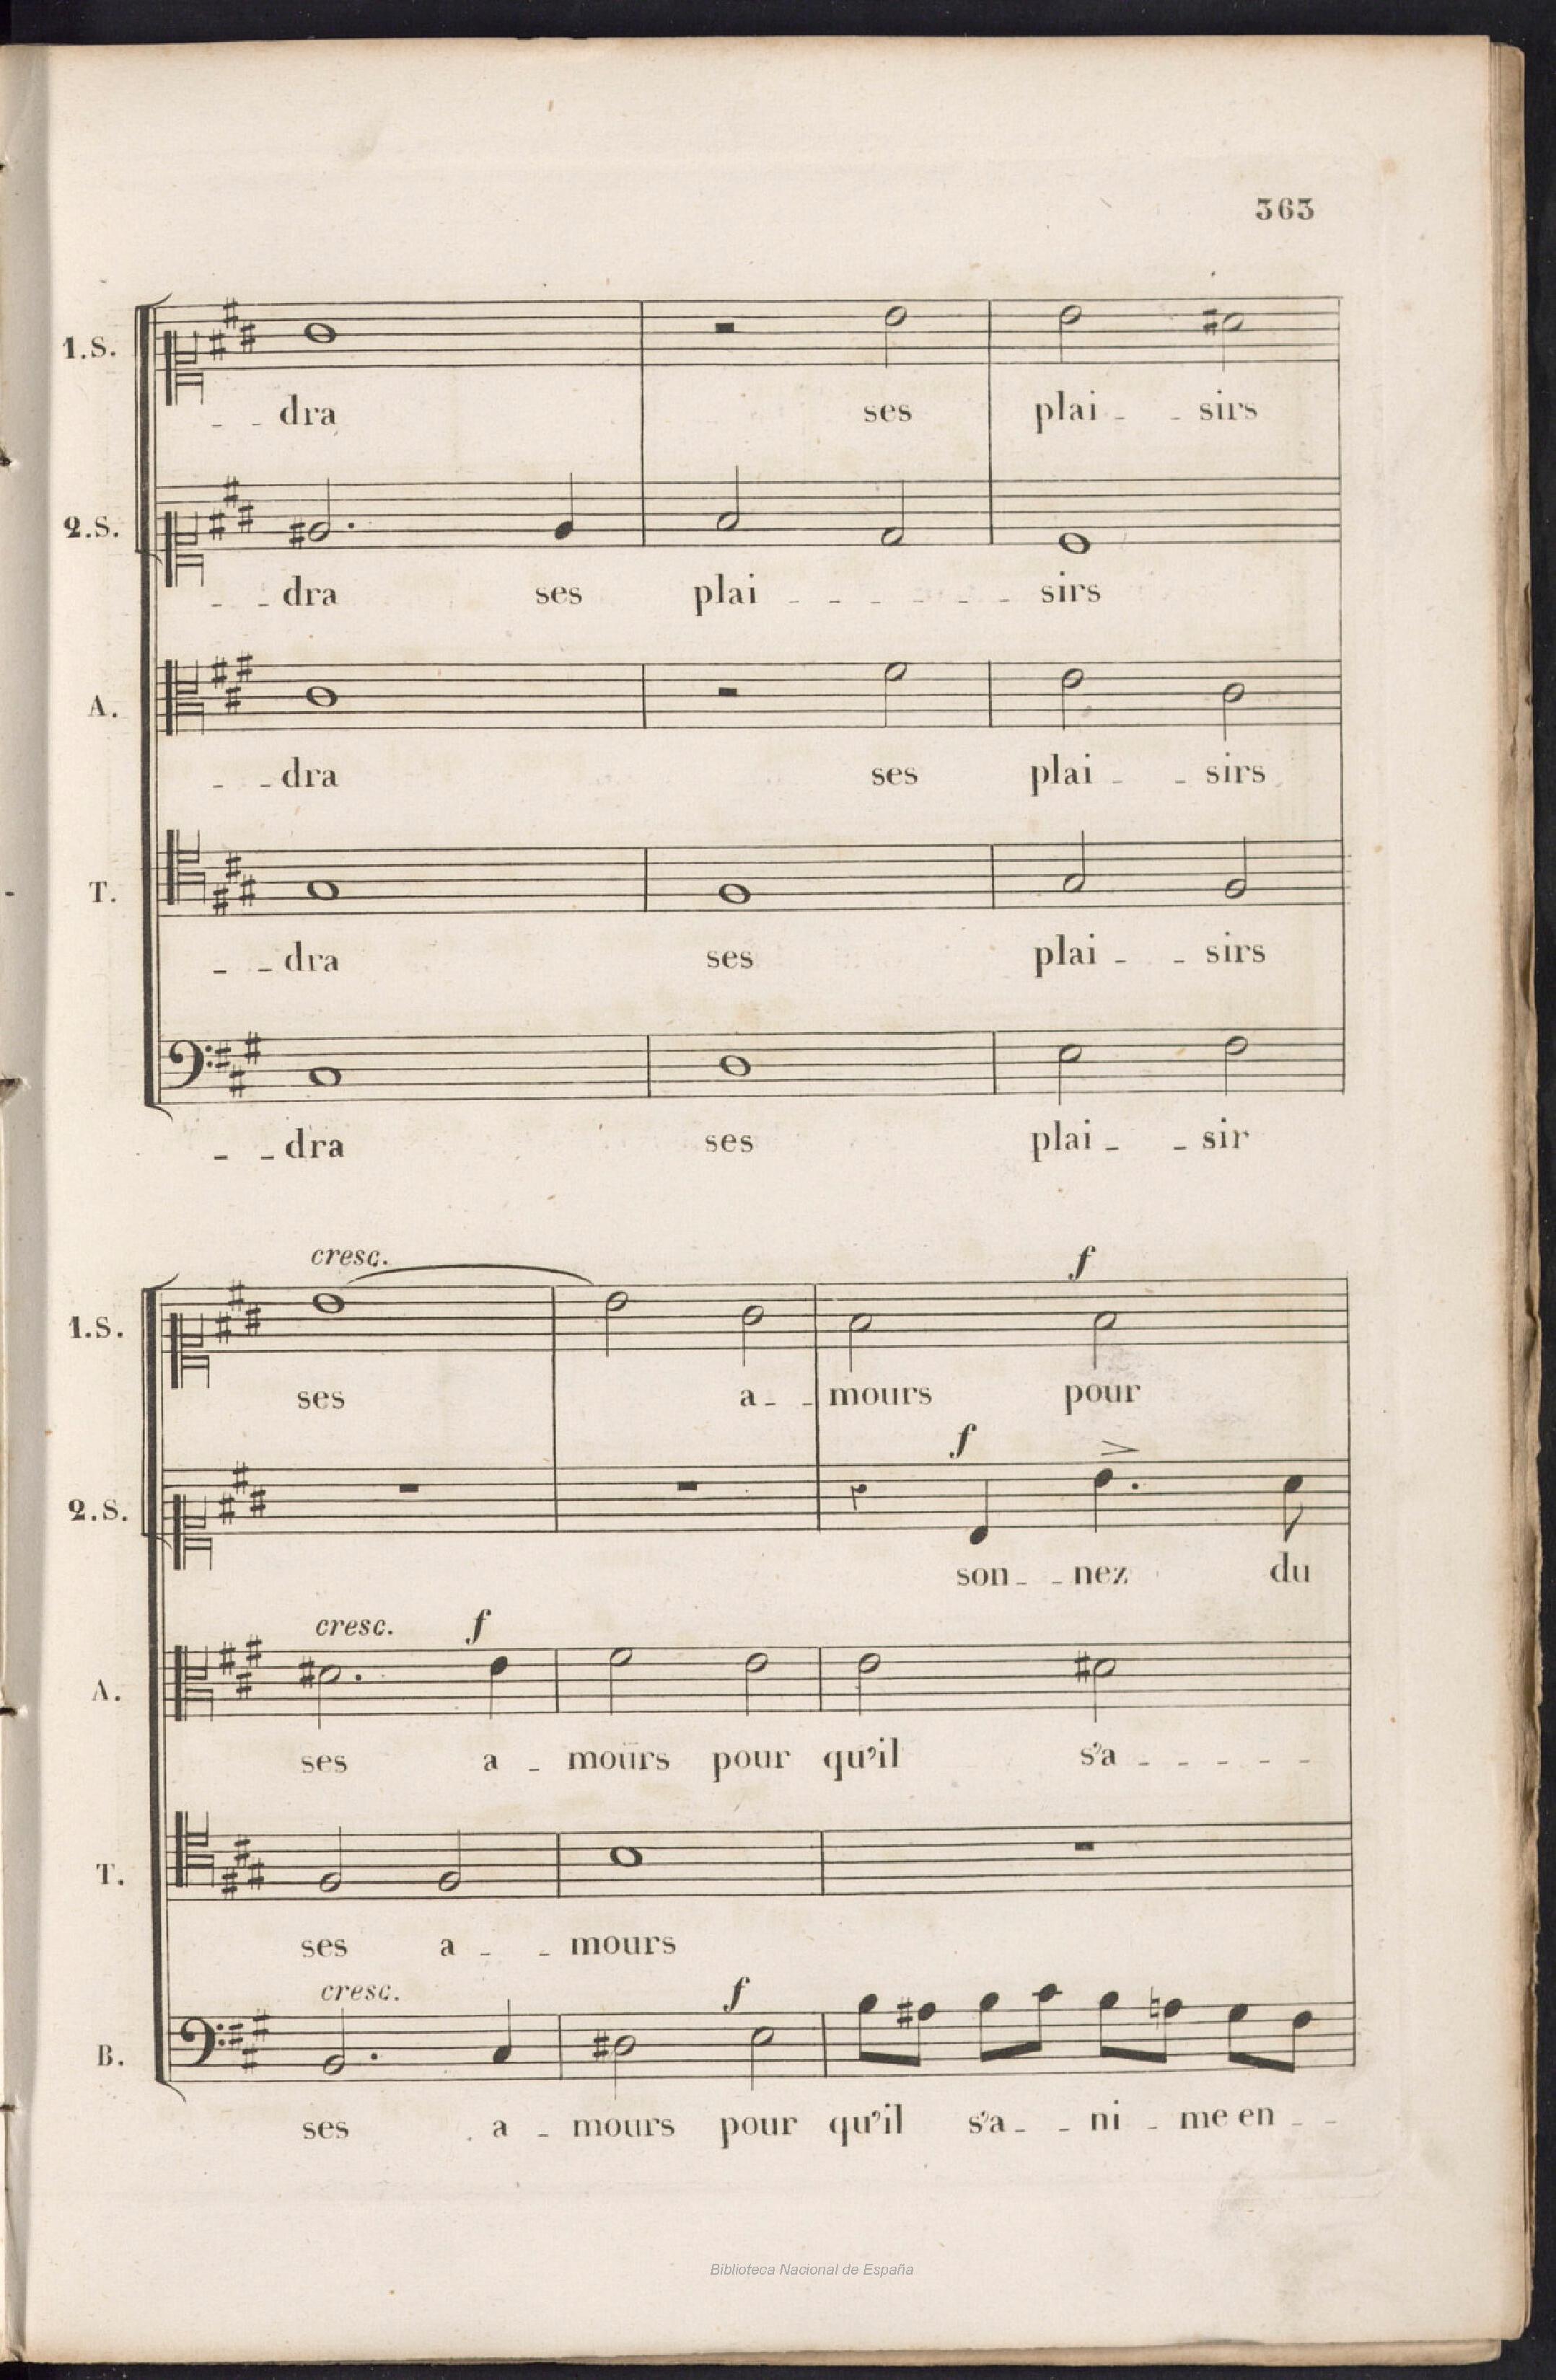 363
1.S.
_ _ dra
ses
plai _ _ sirs
2.S.
_ _ dra
ses
plai _ _ _ _ _ _ sirs
A.
_ _ dra
ses
plai _ _ sirs
T.
_ _ dra
ses
plai _ _ sirs
_ _ dra
ses
plai _ _ sir
cresc.
f
1.S.
ses
a _ _ mours
pour
f
2.S.
son _ _ nez
du
cresc.
f
A.
ses
a _ mours
pour
qu'il
s'a _ _ _ _ _
T.
ses
a _ _ mours
cresc.
f
B.
ses
a _ mours
pour
qu'il
s'a _ _ ni _ me en _ _
Biblioteca Nacional de España